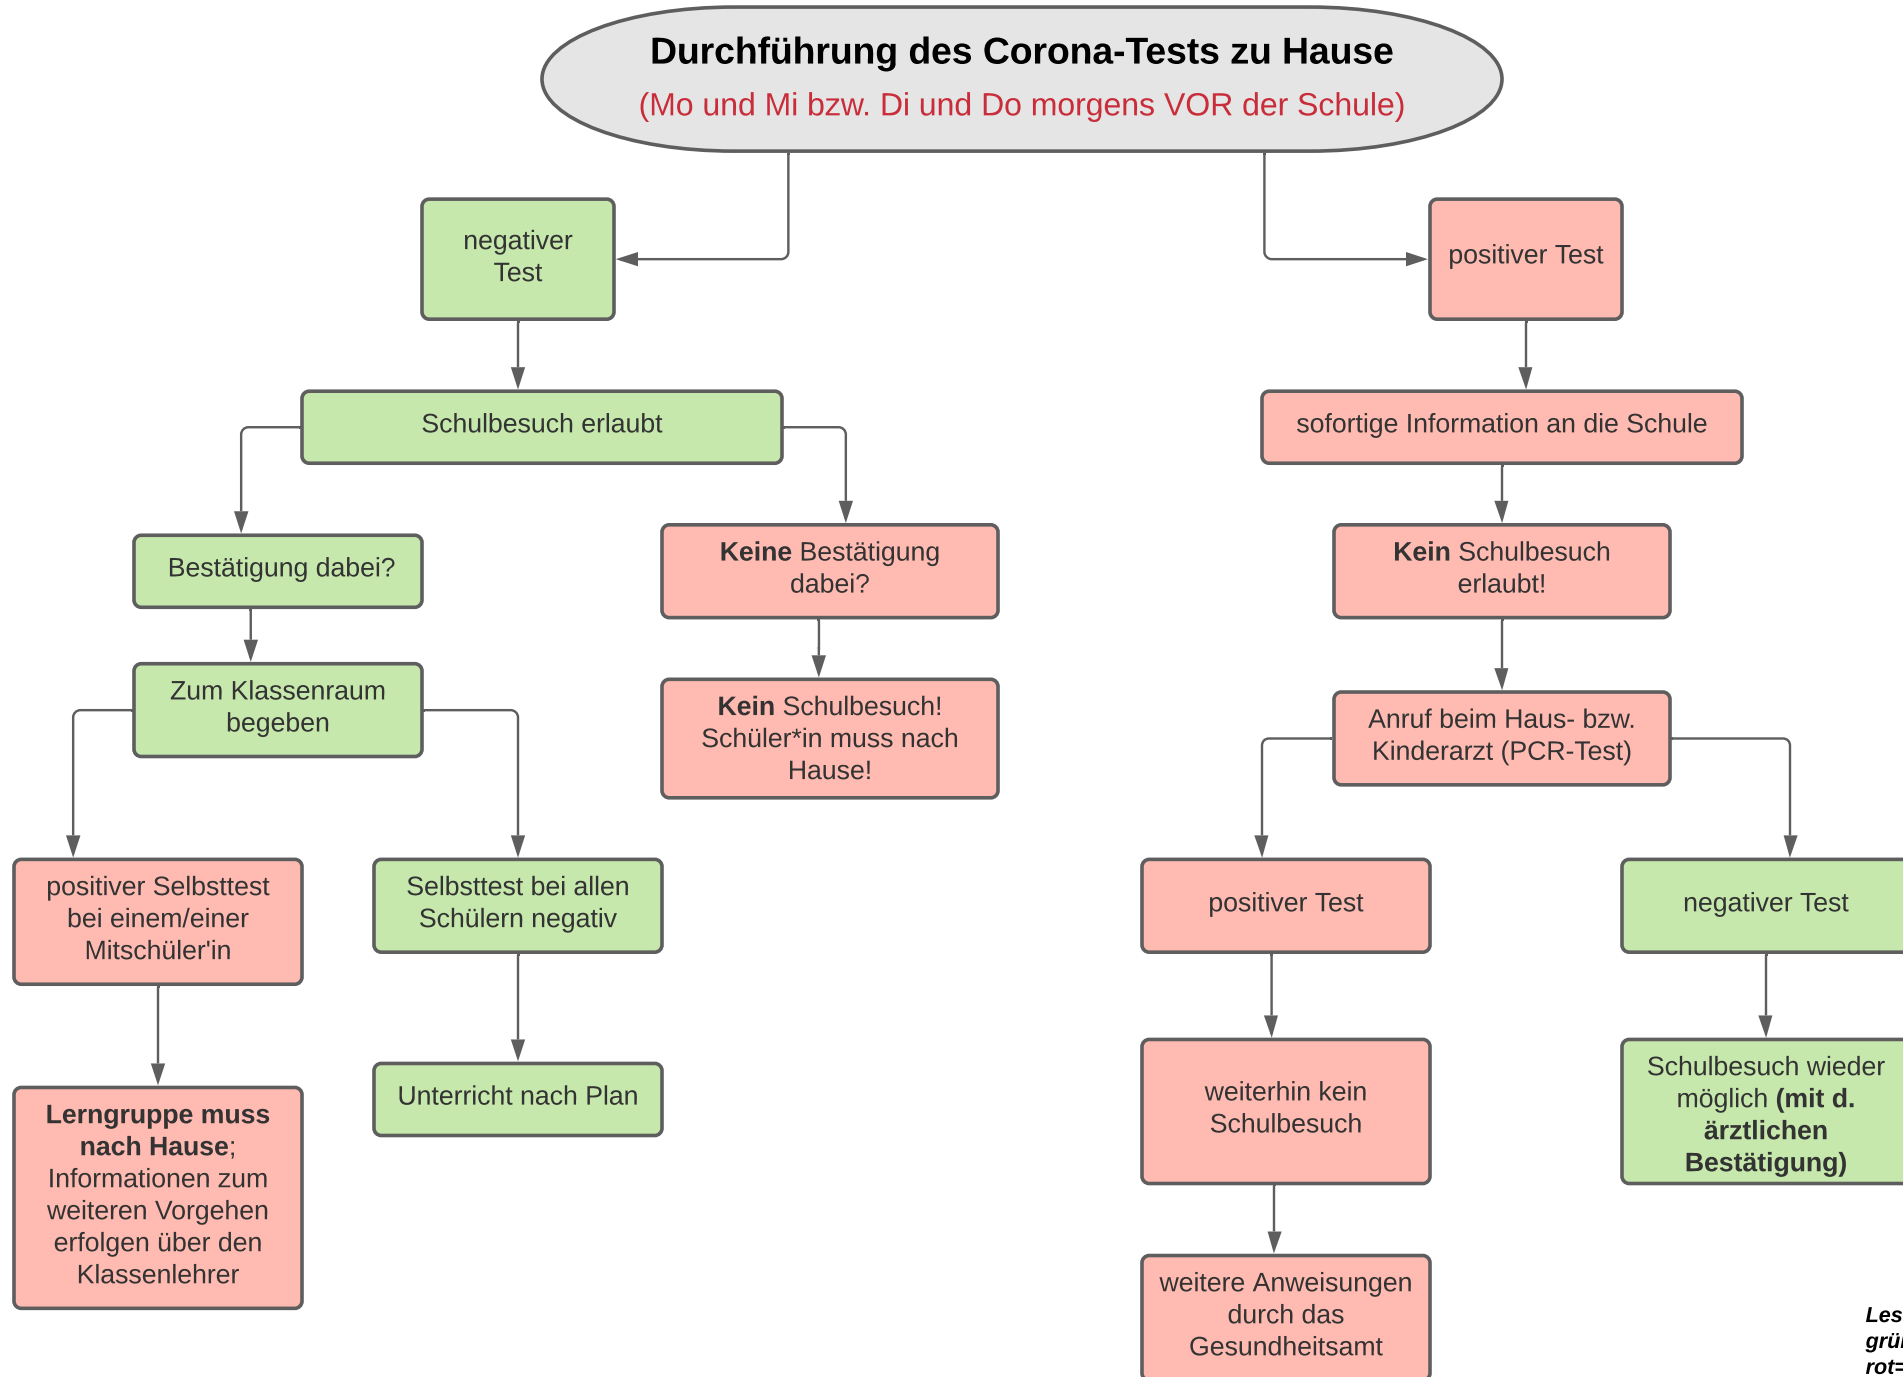 Durchführung des Corona-Tests zu Hause
(Mo und Mi bzw. Di und Do morgens VOR der Schule)
negativer
Test
positiver Test
Schulbesuch erlaubt
sofortige Information an die Schule
Bestätigung dabei?
Keine Bestätigung
dabei?
Kein Schulbesuch
erlaubt!
Zum Klassenraum
begeben
Kein Schulbesuch!
Schüler*in muss nach
Hause!
Anruf beim Haus- bzw.
Kinderarzt (PCR-Test)
positiver Selbsttest
bei einem/einer
Mitschüler'in
Selbsttest bei allen
Schülern negativ
positiver Test
negativer Test
Lerngruppe muss
nach Hause;
Informationen zum
weiteren Vorgehen
erfolgen über den
Klassenlehrer
Unterricht nach Plan
weiterhin kein
Schulbesuch
Schulbesuch wieder
möglich (mit d.
ärztlichen
Bestätigung)
weitere Anweisungen
durch das
Gesundheitsamt
rot=